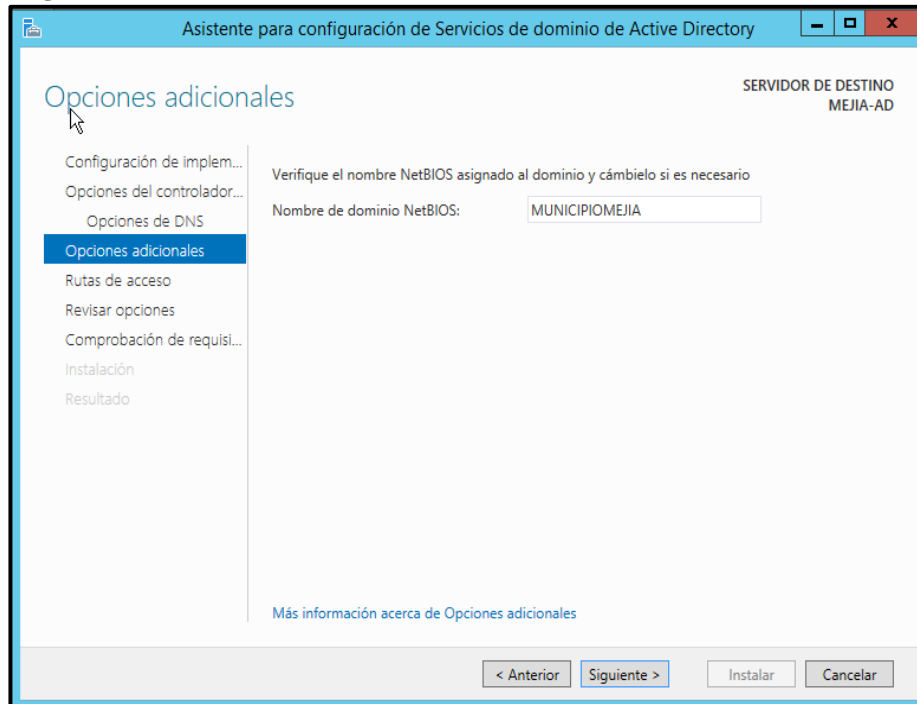 Asistente para configuración de Servicios de dominio de Active Directory
Opciones adicionales
SERVIDOR DE DESTINO
MEJIA-AD
Configuración de implem...
Opciones del controlador...
Opciones de DNS
Opciones adicionales
Rutas de acceso
Revisar opciones
Comprobación de requisi...
Instalación
Resultado
Verifique el nombre NetBIOS asignado al dominio y cámbielo si es necesario
Nombre de dominio NetBIOS: MUNICIPIOMEJIA
Más información acerca de Opciones adicionales
< Anterior Siguiente > Instalar Cancelar